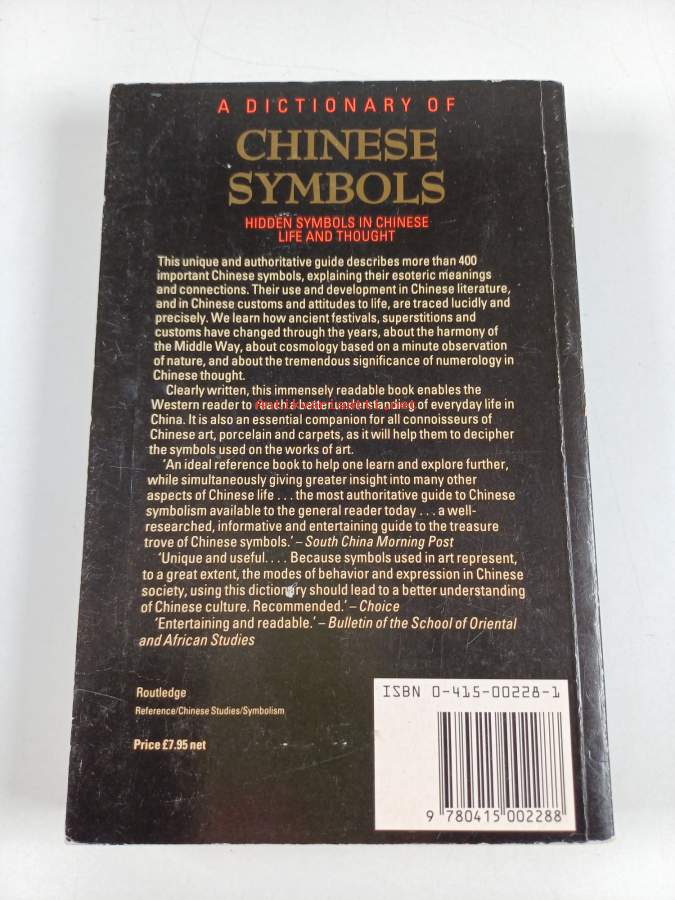 A DICTIONARY OF
CHINESE
SYMBOLS
HIDDEN SYMBOLS IN CHINESE
LIFE AND THOUGHT
This unique and authoritative guide describes more than 400
important Chinese symbols, explaining their esoteric meanings
and connections. Their use and development in Chinese literature,
and in Chinese customs and attitudes to life, are traced lucidly and
precisely. We learn how ancient festivals, superstitions and
customs have changed through the years, about the harmony of
the Middle Way, about cosmology based on a minute observation
of nature, and about the tremendous significance of numerology in
Chinese thought.
Clearly written, this immensely readable book enables the
Western reader to reach a better understanding of everyday life in
China. It is also an essential companion for all connoisseurs of
Chinese art, porcelain and carpets, as it will help them to decipher
the symbols used on the works of art.
'An ideal reference book to help one learn and explore further,
while simultaneously giving greater insight into many other
aspects of Chinese life . . . the most authoritative guide to Chinese
symbolism available to the general reader today . . . a well-
researched, informative and entertaining guide to the treasure
trove of Chinese symbols.' – South China Morning Post
'Unique and useful. . . . Because symbols used in art represent,
to a great extent, the modes of behavior and expression in Chinese
society, using this dictionary should lead to a better understanding
of Chinese culture. Recommended.' – Choice
'Entertaining and readable.' – Bulletin of the School of Oriental
and African Studies
Routledge
Reference/Chinese Studies/Symbolism
Price £7.95 net
ISBN 0-415-00228-1
9 780415 002288